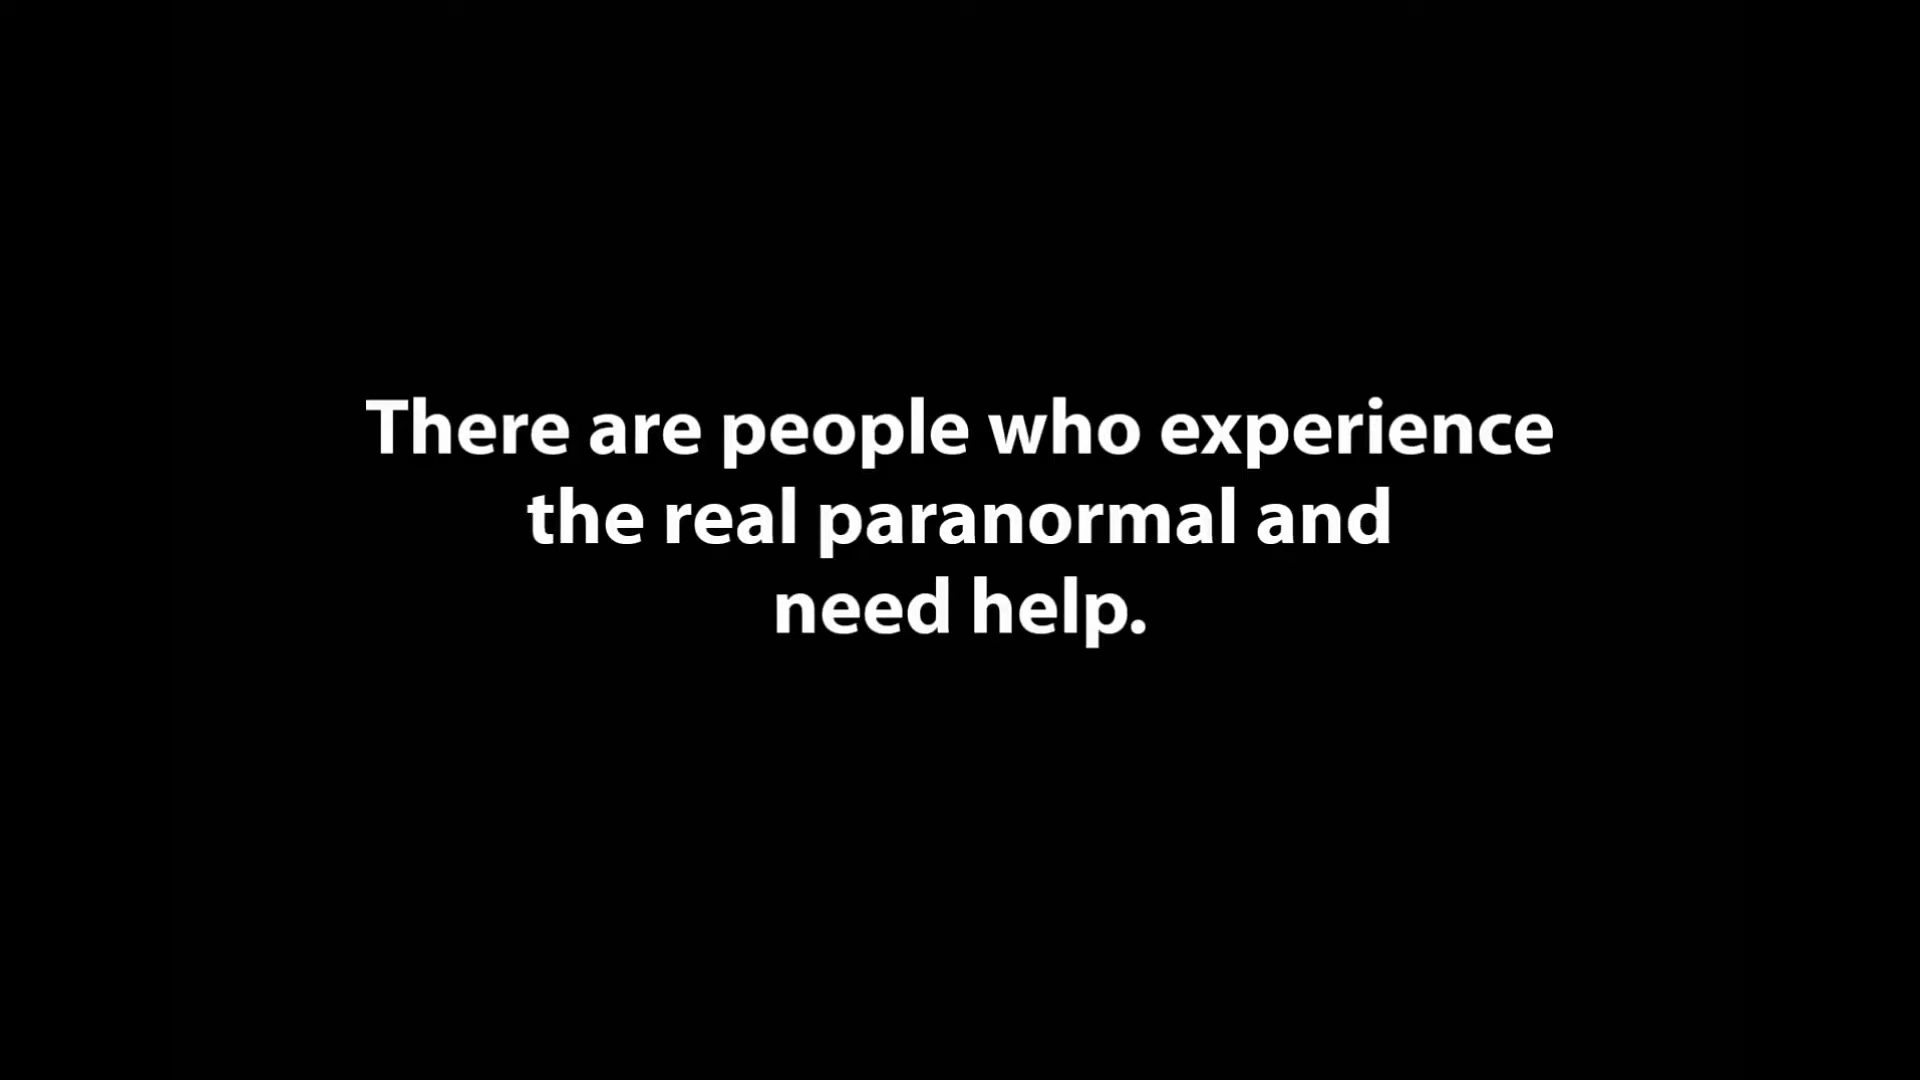 There are people who experience
the real paranormal and
need help.